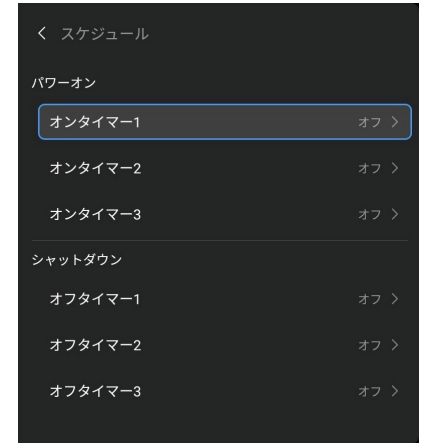 スケジュール
パワーオン
オンタイマー1 オフ
オンタイマー2 オフ
オンタイマー3 オフ
シャットダウン
オフタイマー1 オフ
オフタイマー2 オフ
オフタイマー3 オフ